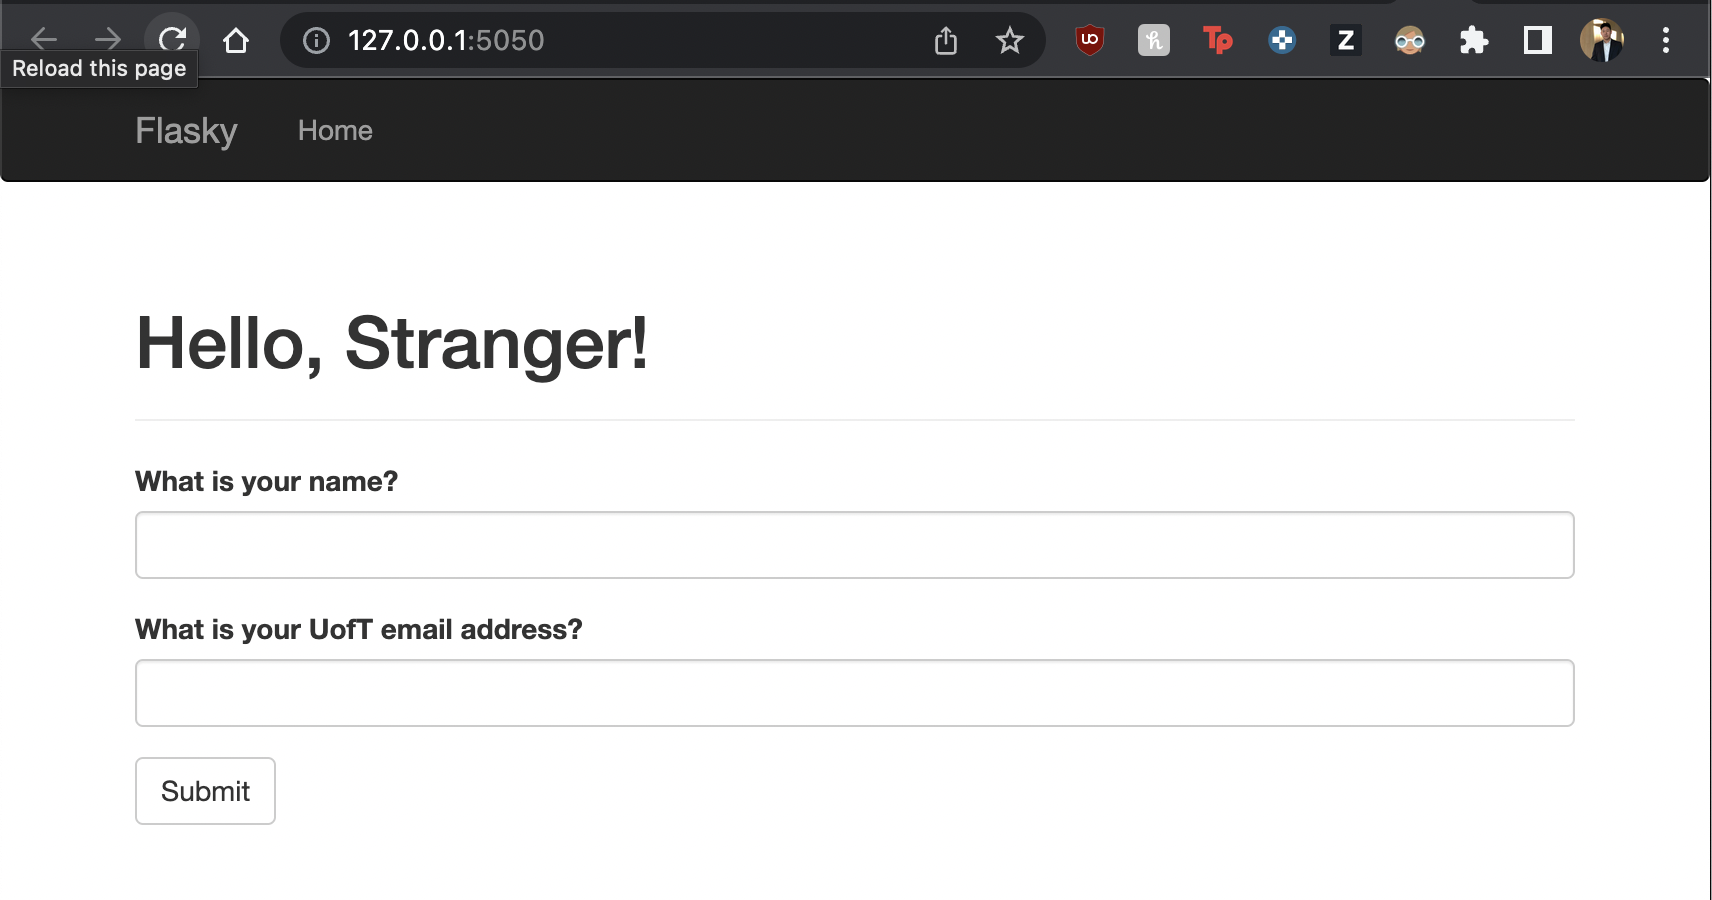 127.0.0.1:5050
Reload this page
Flasky Home
Hello, Stranger!
What is your name?
What is your UofT email address?
Submit